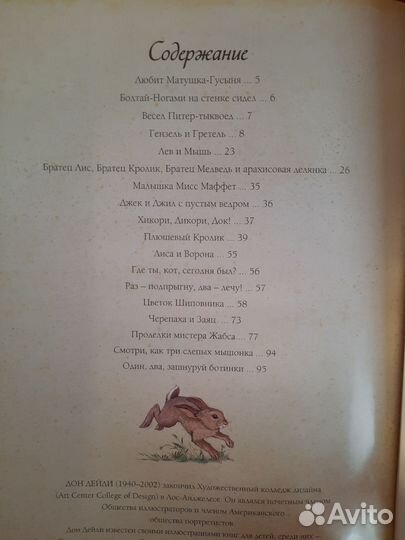 Содержание
Любит Матушка-Гусыня ... 5
Болтай-Ногами на стенке сидел ... 6
Весел Питер-тыквоед ... 7
Гензель и Гретель ... 8
Лев и Мышь ... 23
Братец Лис, Братец Кролик, Братец Медведь и арахисовая делянка ... 26
Малышка Мисс Маффет ... 35
Джек и Джил с пустым ведром ... 36
Хикори, Дикори, Док! ... 37
Плюшевый Кролик ... 39
Лиса и Ворона ... 55
Где ты, кот, сегодня был? ... 56
Раз – подпрыгну, два – лечу! ... 57
Цветок Шиповника ... 58
Черепаха и Заяц ... 73
Проделки мистера Жабса ... 77
Смотри, как три слепых мышонка ... 94
Один, два, зашнуруй ботинки ... 95
ДОН ДЕЙЛИ (1940–2002) закончил Художественный колледж дизайна
(Art Center College of Design) в Лос-Анджелесе. Он являлся почетным членом
Общества иллюстраторов и членом Американского
общества портретистов.
Дон Дейли известен своими иллюстрациями книг для детей, среди них –
Avito